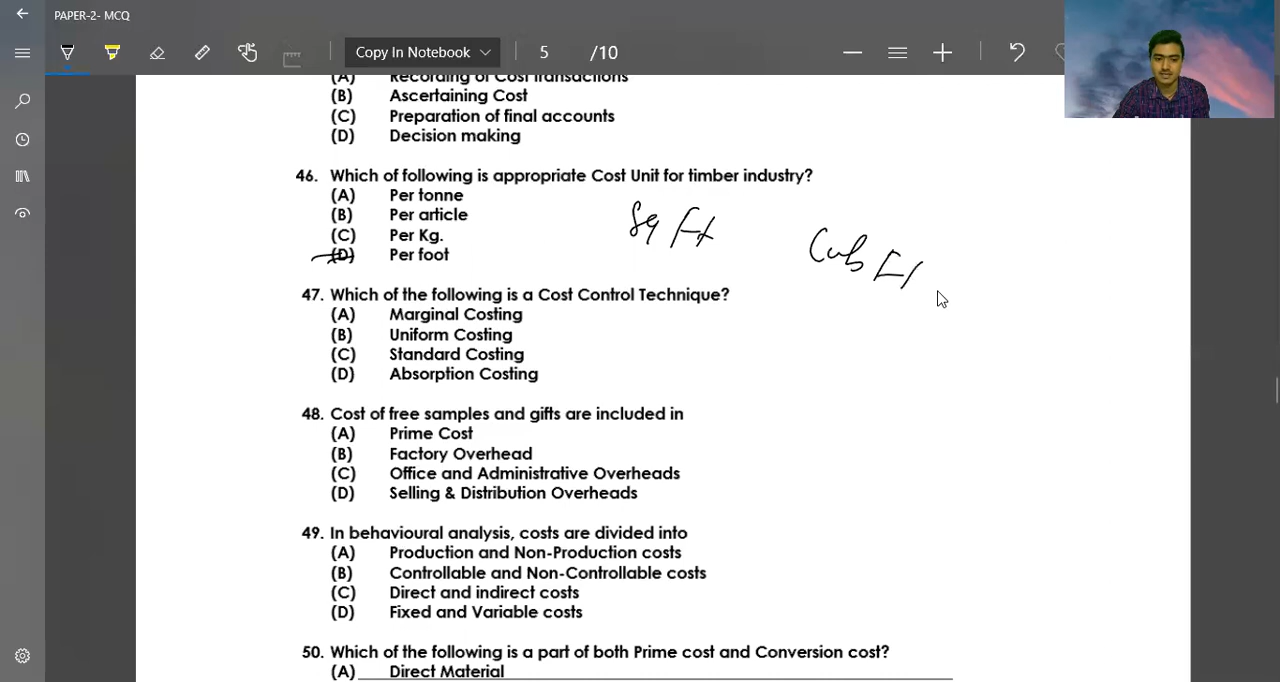 PAPER-2- MCQ
Copy In Notebook 5 /10
(A) Recording of Cost transactions
(B) Ascertaining Cost
(C) Preparation of final accounts
(D) Decision making
46. Which of following is appropriate Cost Unit for timber industry?
(A) Per tonne
(B) Per article
(C) Per Kg.
(D) Per foot
Sq Ft
Cub Ft
47. Which of the following is a Cost Control Technique?
(A) Marginal Costing
(B) Uniform Costing
(C) Standard Costing
(D) Absorption Costing
48. Cost of free samples and gifts are included in
(A) Prime Cost
(B) Factory Overhead
(C) Office and Administrative Overheads
(D) Selling & Distribution Overheads
49. In behavioural analysis, costs are divided into
(A) Production and Non-Production costs
(B) Controllable and Non-Controllable costs
(C) Direct and indirect costs
(D) Fixed and Variable costs
50. Which of the following is a part of both Prime cost and Conversion cost?
(A) Direct Material